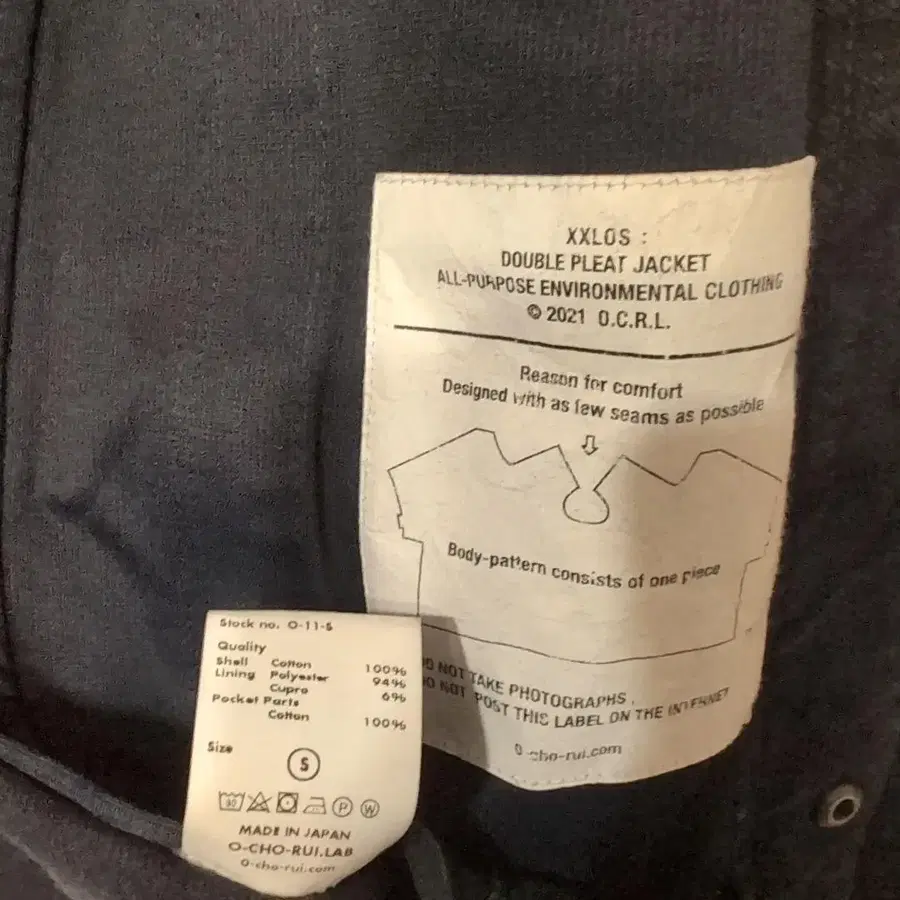 XXLOS :
DOUBLE PLEAT JACKET
ALL-PURPOSE ENVIRONMENTAL CLOTHING
© 2021 O.C.R.L.
Reason for comfort
Designed with as few seams as possible
Body-pattern consists of one piece
DO NOT TAKE PHOTOGRAPHS,
DO NOT POST THIS LABEL ON THE INTERNET
O-cho-rui.com
Stock no. O-11-S
Quality
Shell Cotton 100%
Lining Polyester 94%
Cupro 6%
Pocket Parts
Cotton 100%
Size
S
P W
MADE IN JAPAN
O-CHO-RUI.LAB
O-cho-rui.com